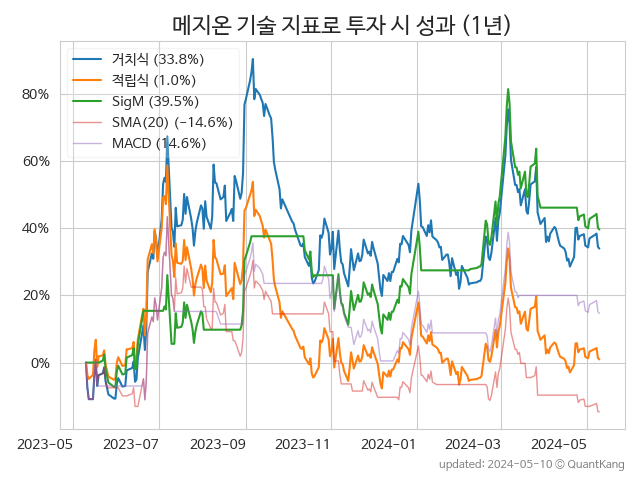 메지온 기술 지표로 투자 시 성과 (1년)
거치식 (33.8%)
적립식 (1.0%)
SigM (39.5%)
SMA(20) (-14.6%)
MACD (14.6%)
80%
60%
40%
20%
0%
2023-05 2023-07 2023-09 2023-11 2024-01 2024-03 2024-05
updated: 2024-05-10 © QuantKang